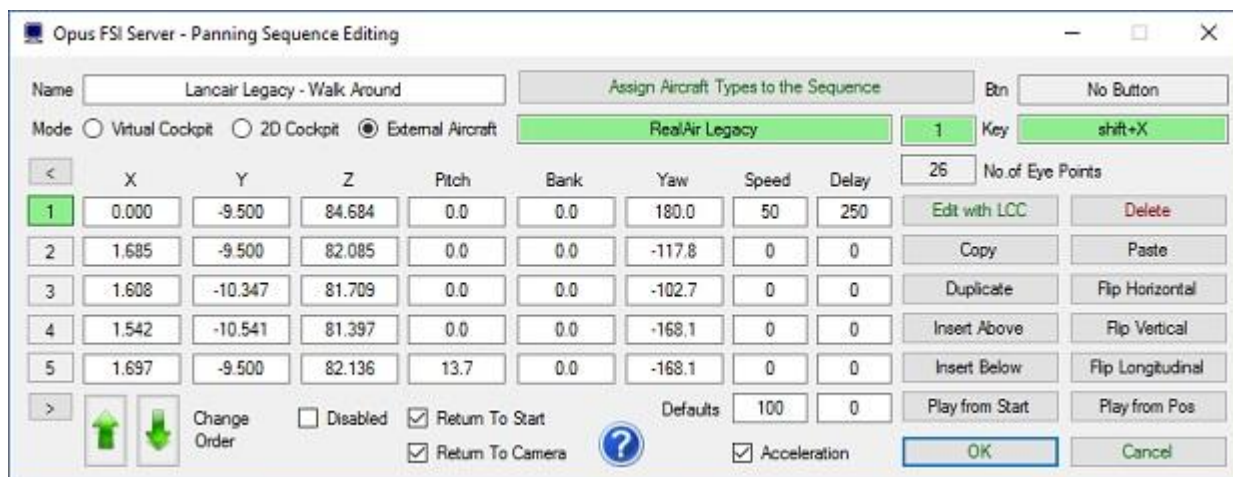 Opus FSI Server - Panning Sequence Editing
Name Lancair Legacy - Walk Around Assign Aircraft Types to the Sequence Btn No Button
Mode Virtual Cockpit 2D Cockpit External Aircraft RealAir Legacy 1 Key shift+X
< X Y Z Pitch Bank Yaw Speed Delay 26 No.of Eye Points
1 0.000 -9.500 84.684 0.0 0.0 180.0 50 250 Edit with LCC Delete
2 1.685 -9.500 82.085 0.0 0.0 -117.8 0 0 Copy Paste
3 1.608 -10.347 81.709 0.0 0.0 -102.7 0 0 Duplicate Flip Horizontal
4 1.542 -10.541 81.397 0.0 0.0 -168.1 0 0 Insert Above Flip Vertical
5 1.697 -9.500 82.136 13.7 0.0 -168.1 0 0 Insert Below Flip Longitudinal
> Change Order Disabled Return To Start Defaults 100 0 Play from Start Play from Pos
Return To Camera ? Acceleration OK Cancel